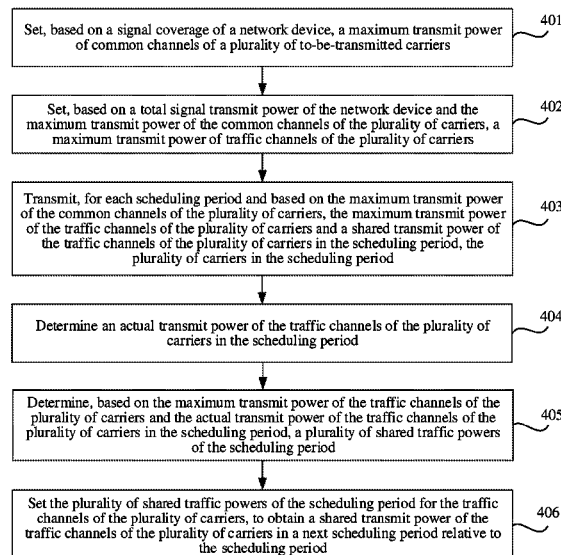 Set, based on a signal coverage of a network device, a maximum transmit power
of common channels of a plurality of to-be-transmitted carriers
401
Set, based on a total signal transmit power of the network device and the
maximum transmit power of the common channels of the plurality of carriers, a
maximum transmit power of traffic channels of the plurality of carriers
402
Transmit, for each scheduling period and based on the maximum transmit power
of the common channels of the plurality of carriers, the maximum transmit power
of the traffic channels of the plurality of carriers and a shared transmit power of
the traffic channels of the plurality of carriers in the scheduling period, the
plurality of carriers in the scheduling period
403
Determine an actual transmit power of the traffic channels of the plurality of
carriers in the scheduling period
404
Determine, based on the maximum transmit power of the traffic channels of the
plurality of carriers and the actual transmit power of the traffic channels of the
plurality of carriers in the scheduling period, a plurality of shared traffic powers
of the scheduling period
405
Set the plurality of shared traffic powers of the scheduling period for the traffic
channels of the plurality of carriers, to obtain a shared transmit power of the
traffic channels of the plurality of carriers in a next scheduling period relative to
the scheduling period
406